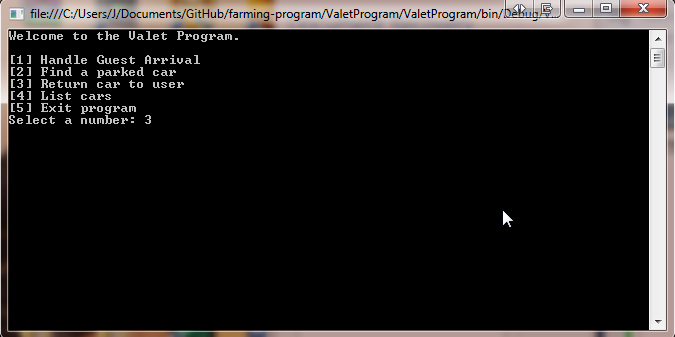 file:///C:/Users/J/Documents/GitHub/farming-program/ValetProgram/ValetProgram/bin/Debug/
Welcome to the Valet Program.
[1] Handle Guest Arrival
[2] Find a parked car
[3] Return car to user
[4] List cars
[5] Exit program
Select a number: 3